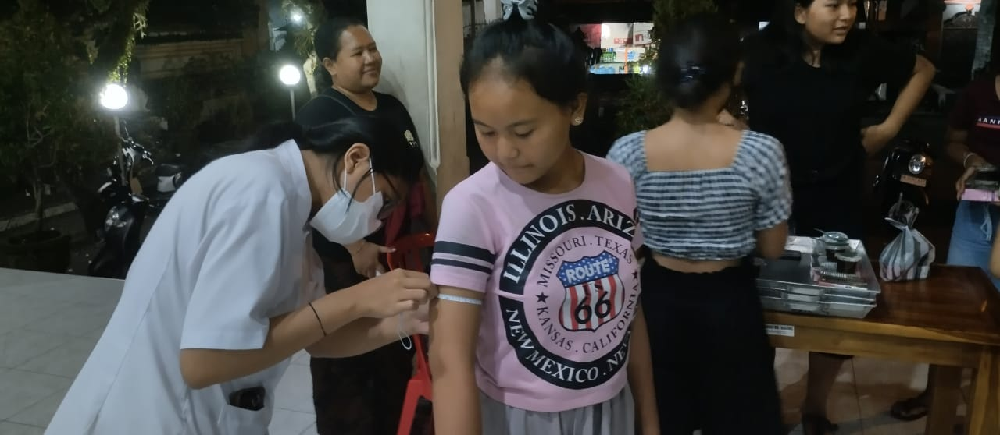 ILLINOIS . ARIZ
MISSOURI . TEXAS
ROUTE
66
KANSAS. CALIFORNIA
NEW MEXICO . NE